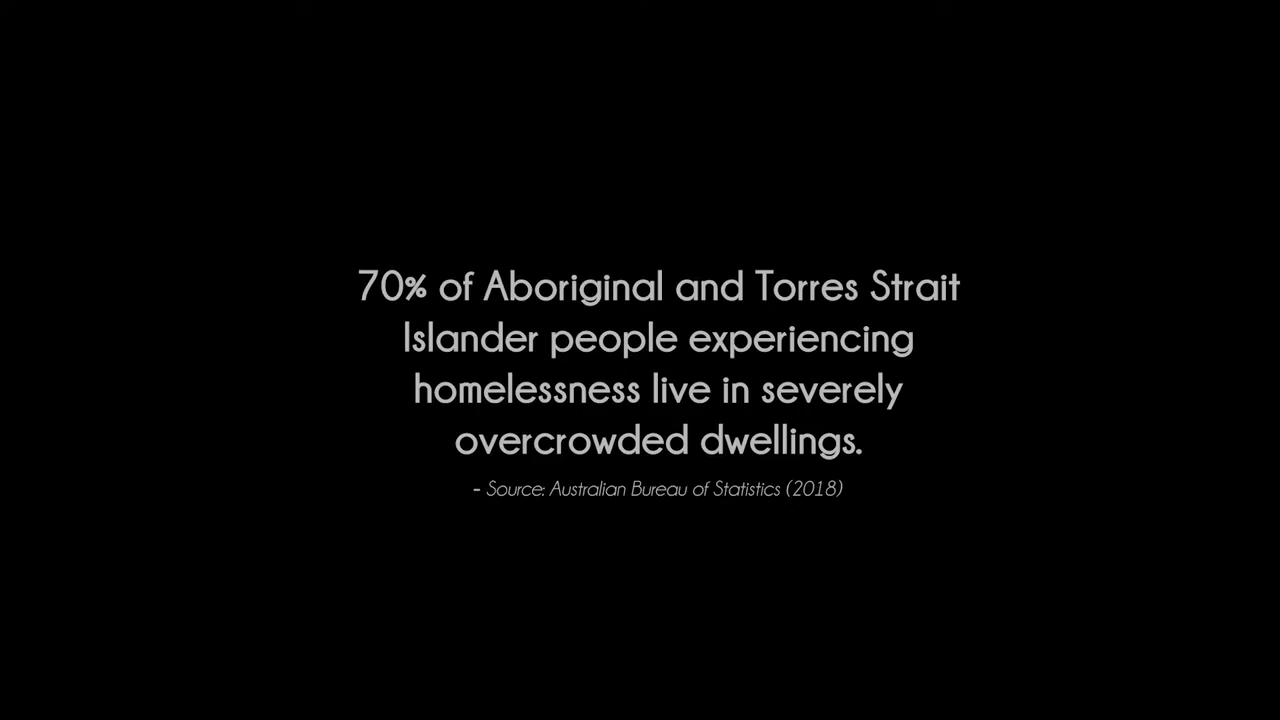 70% of Aboriginal and Torres Strait
Islander people experiencing
homelessness live in severely
overcrowded dwellings.
- Source: Australian Bureau of Statistics (2018)